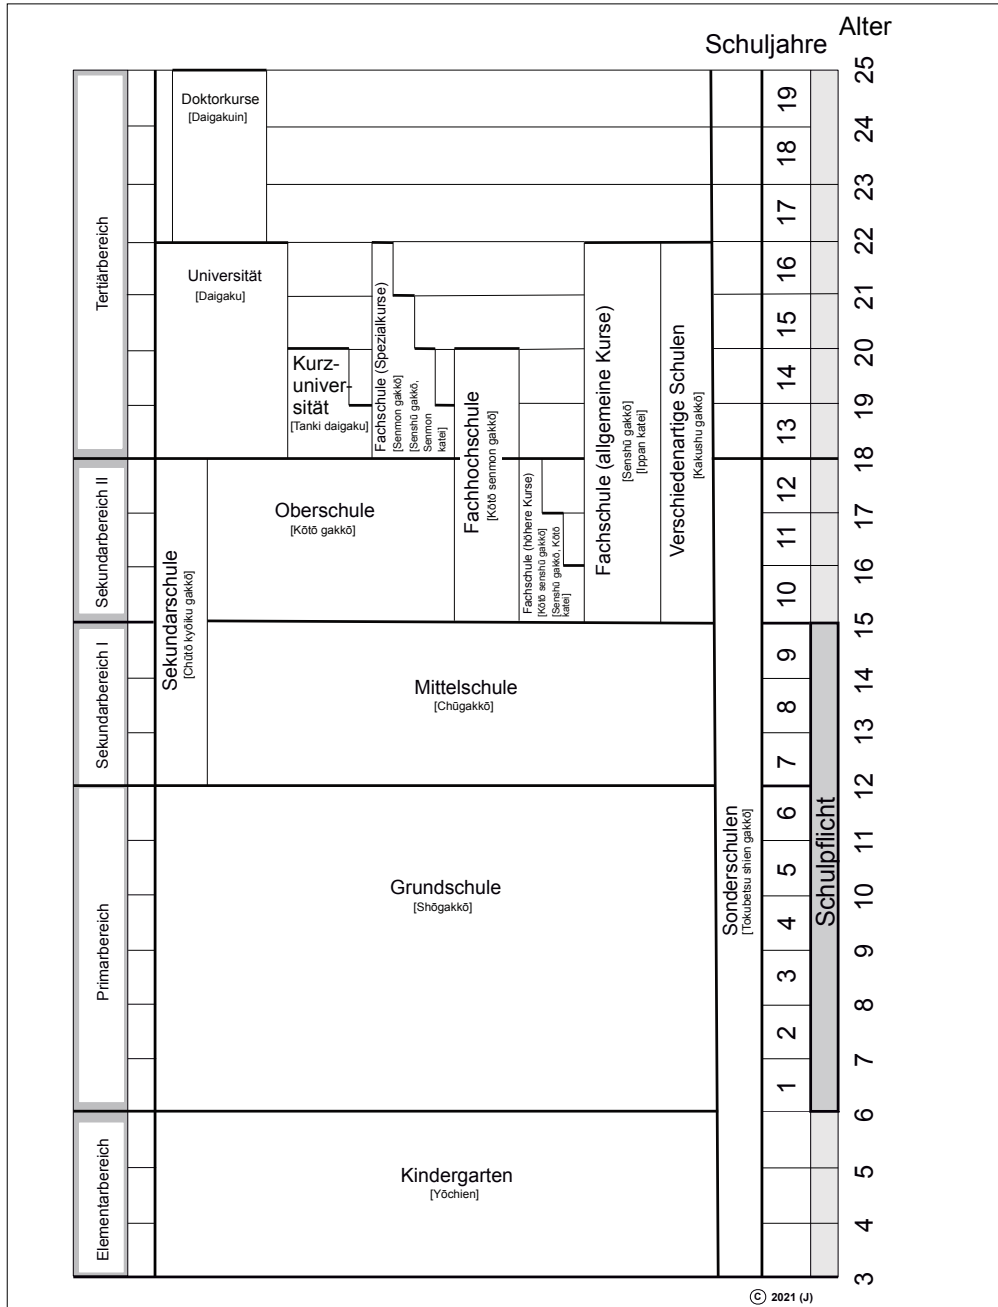 Schuljahre
Alter
Tertiärbereich
Sekundarbereich II
Sekundarbereich I
Primarbereich
Elementarbereich
Doktorkurse
[Daigakuin]
Universität
[Daigaku]
Kurz-
univer-
sität
[Tanki daigaku]
Fachschule (Spezialkurse)
[Senmon gakkō]
[Senshū gakkō,
Senmon
katei]
Fachhochschule
[Kōtō senmon gakkō]
Fachschule (höhere Kurse)
[Kōtō senshū gakkō]
[Senshū gakkō, Kōtō
katei]
Fachschule (allgemeine Kurse)
[Senshū gakkō]
[Ippan katei]
Verschiedenartige Schulen
[Kakushu gakkō]
Oberschule
[Kōtō gakkō]
Sekundarschule
[Chūtō kyōiku gakkō]
Mittelschule
[Chūgakkō]
Grundschule
[Shōgakkō]
Kindergarten
[Yōchien]
Sonderschulen
[Tokubetsu shien gakkō]
19
18
17
16
15
14
13
12
11
10
9
8
7
6
5
4
3
2
1
Schulpflicht
25
24
23
22
21
20
19
18
17
16
15
14
13
12
11
10
9
8
7
6
5
4
3
© 2021 (J)